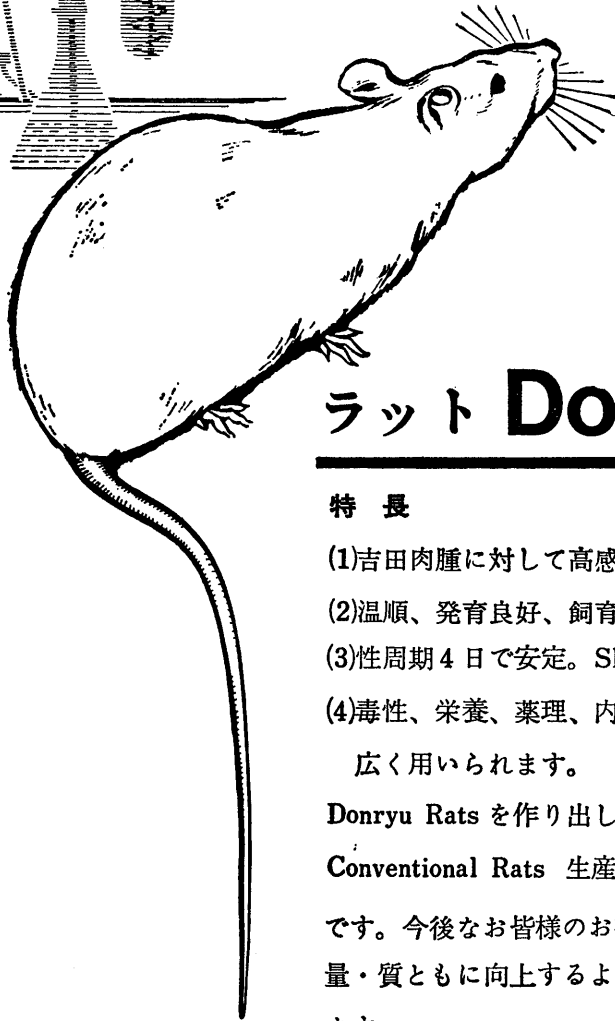 ラット Do
特長
(1)吉田肉腫に対して高感
(2)温順、発育良好、飼育
(3)性周期4日で安定。S
(4)毒性、栄養、薬理、内
広く用いられます。
Donryu Rats を作り出し
Conventional Rats 生産
です。今後なお皆様のお
量・質ともに向上するよ